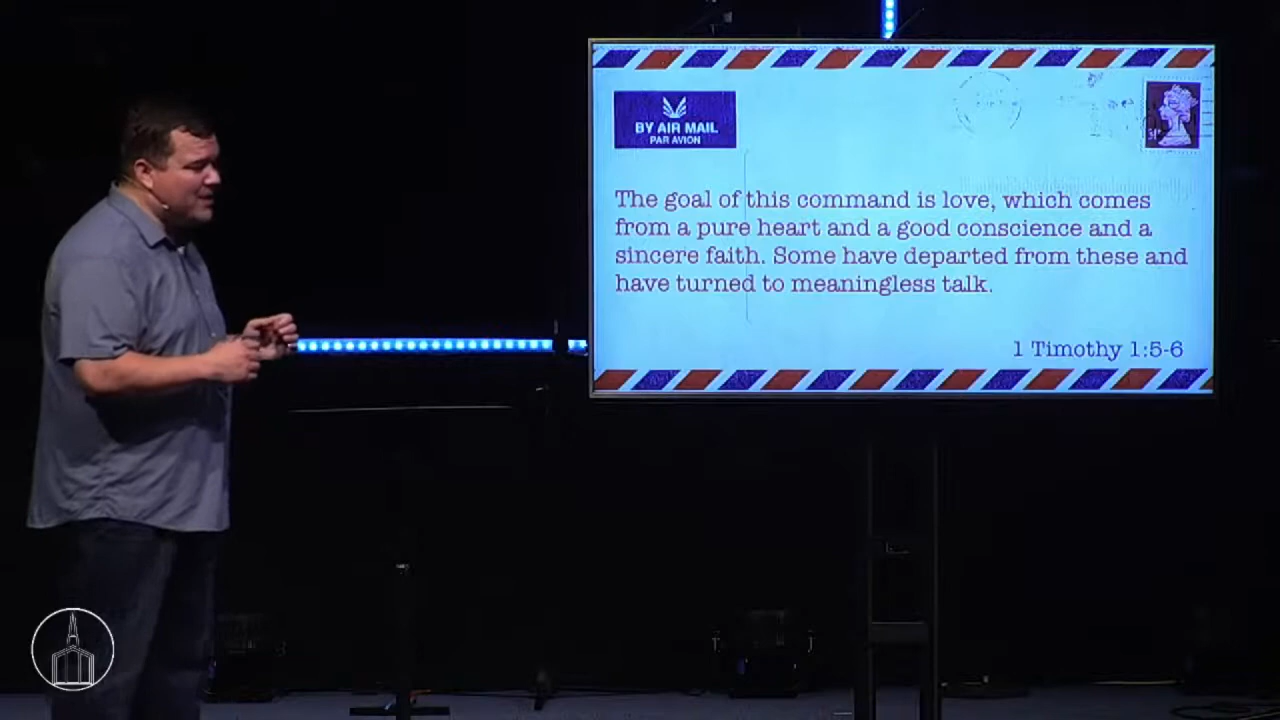 BY AIR MAIL
PAR AVION
The goal of this command is love, which comes
from a pure heart and a good conscience and a
sincere faith. Some have departed from these and
have turned to meaningless talk.
1 Timothy 1:5-6